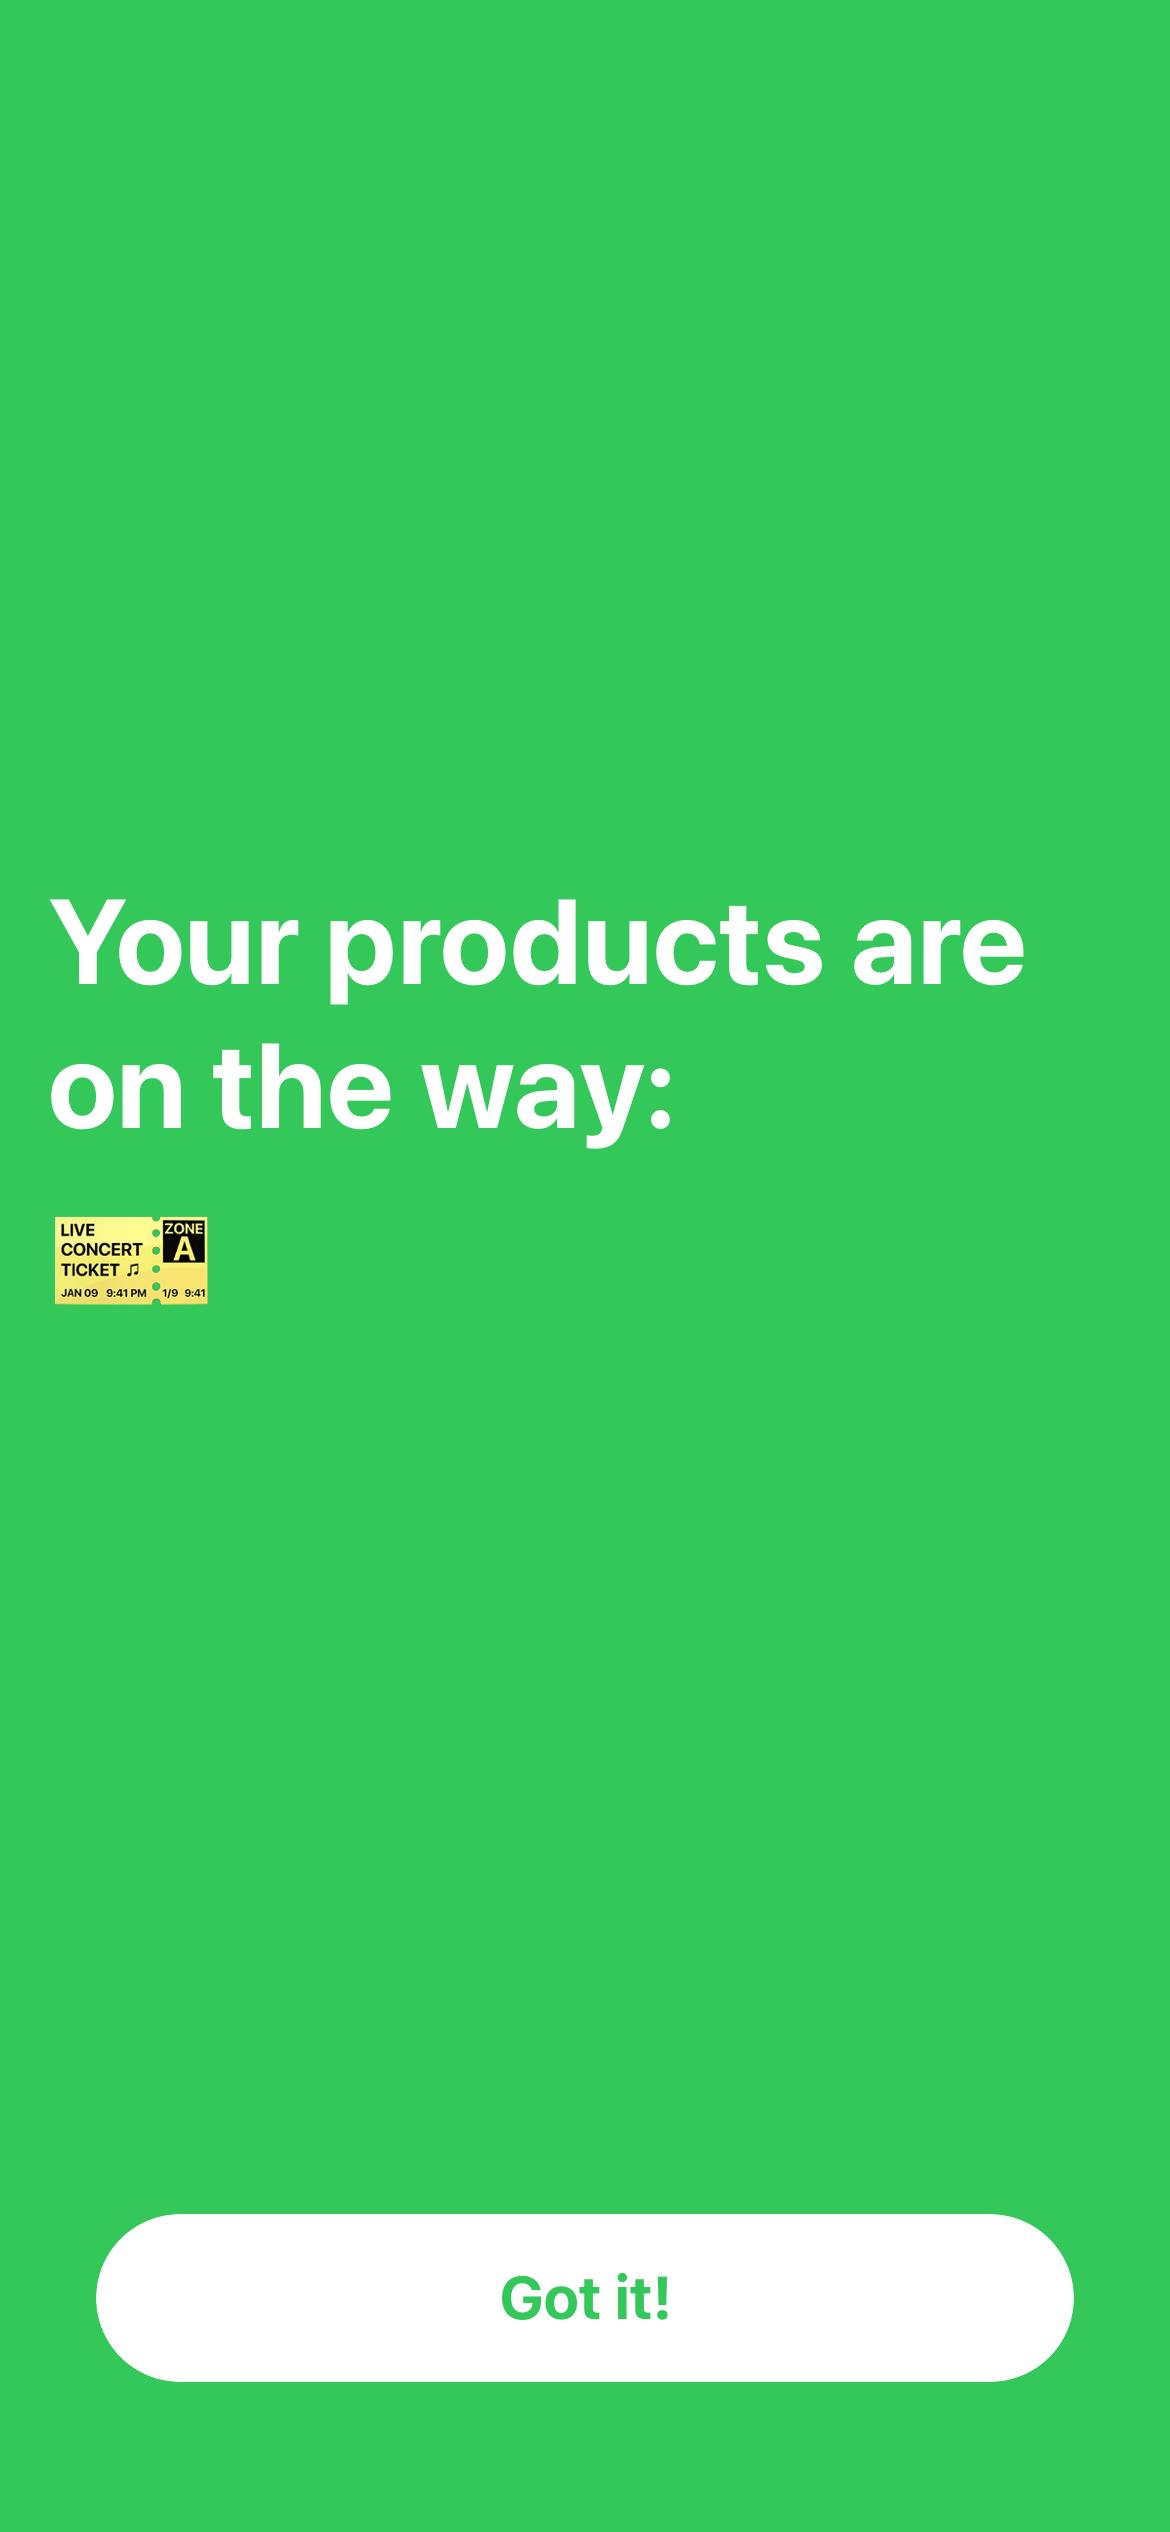 Your products are
on the way:
LIVE
CONCERT
TICKET ♫
JAN 09 9:41 PM
ZONE
A
1/9 9:41
Got it!